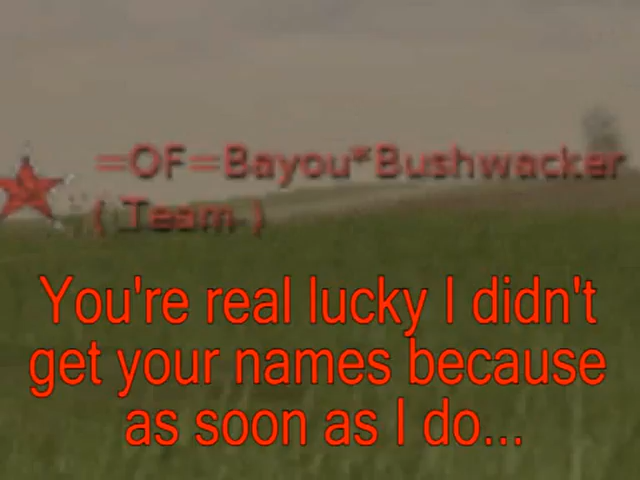 =OF=Bayou*Bushwacker
( Team )
You're real lucky I didn't
get your names because
as soon as I do...